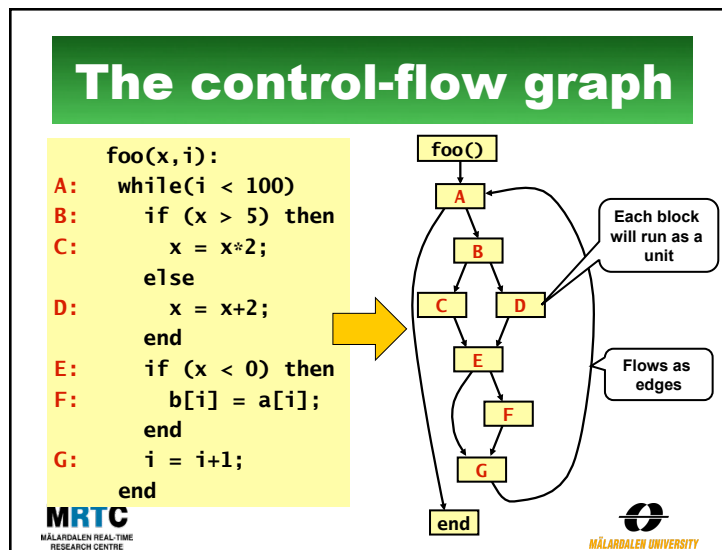 The control-flow graph
foo(x,i):
A: while(i < 100)
B: if (x > 5) then
C: x = x*2;
else
D: x = x+2;
end
E: if (x < 0) then
F: b[i] = a[i];
end
G: i = i+1;
end
foo()
A
B
C D
E
F
G
end
Each block
will run as a
unit
Flows as
edges
MRTC
MÄLARDALEN REAL-TIME
RESEARCH CENTRE
MÄLARDALEN UNIVERSITY